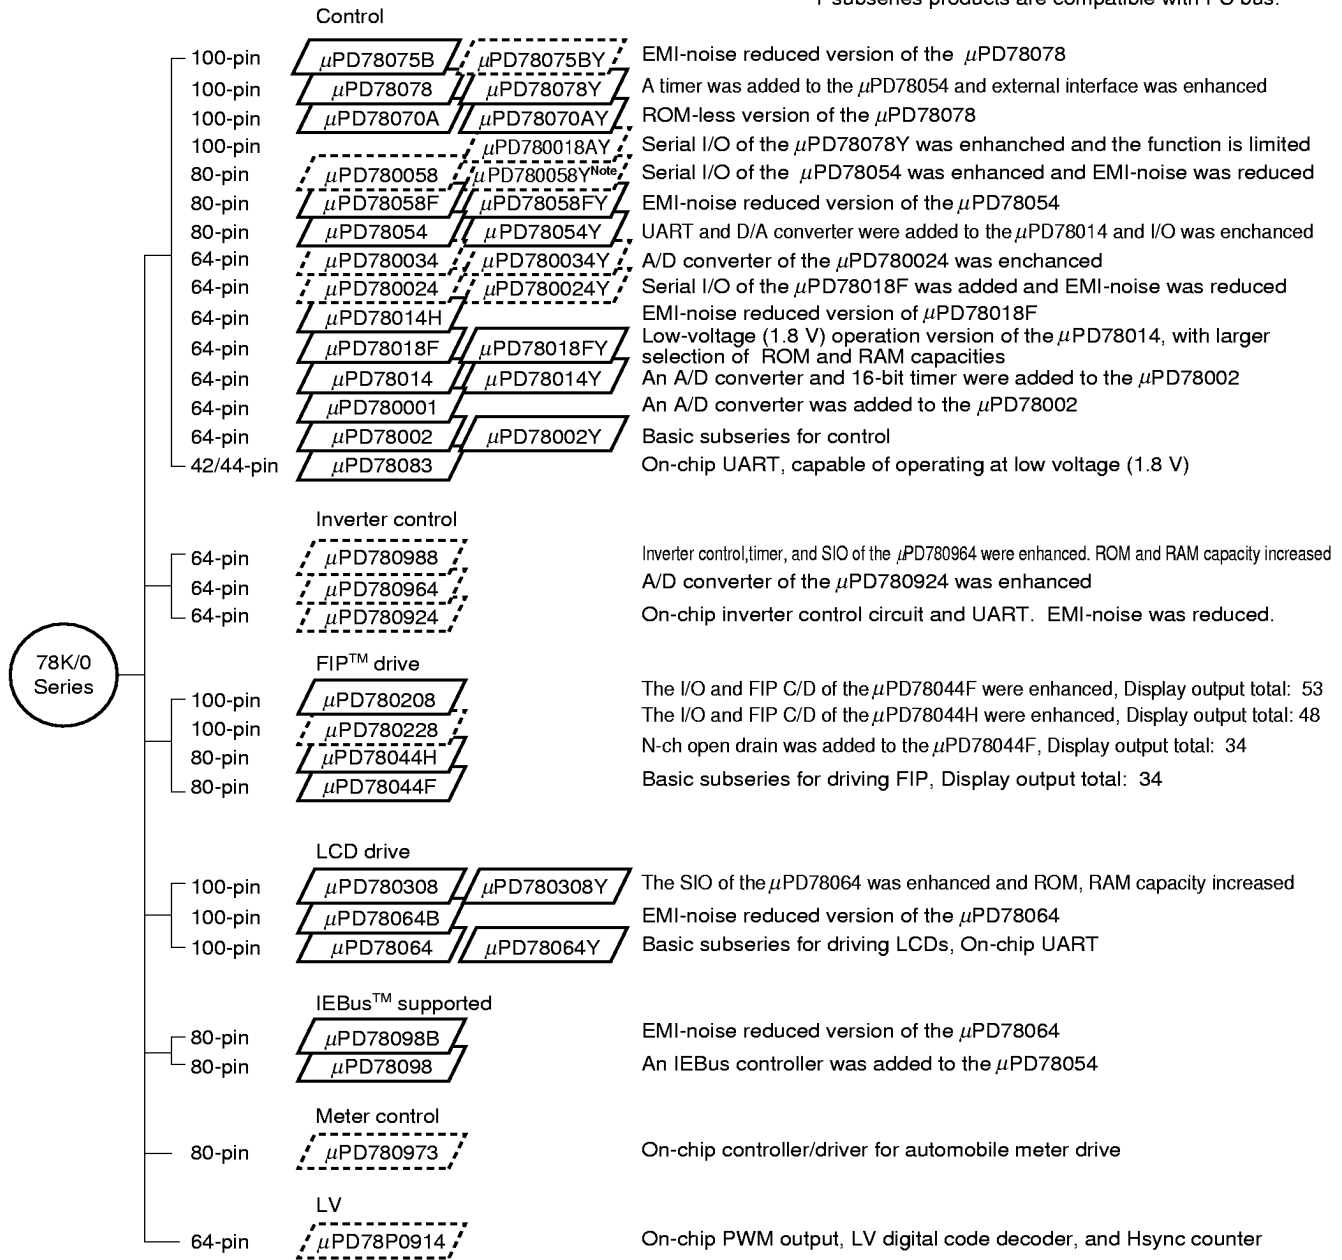 Y subseries products are compatible with I²C bus.
Control
100-pin μPD78075B μPD78075BY EMI-noise reduced version of the μPD78078
100-pin μPD78078 μPD78078Y A timer was added to the μPD78054 and external interface was enhanced
100-pin μPD78070A μPD78070AY ROM-less version of the μPD78078
100-pin μPD780018AY Serial I/O of the μPD78078Y was enhanched and the function is limited
80-pin μPD780058 μPD780058YNote Serial I/O of the μPD78054 was enhanced and EMI-noise was reduced
80-pin μPD78058F μPD78058FY EMI-noise reduced version of the μPD78054
80-pin μPD78054 μPD78054Y UART and D/A converter were added to the μPD78014 and I/O was enchanced
64-pin μPD780034 μPD780034Y A/D converter of the μPD780024 was enchanced
64-pin μPD780024 μPD780024Y Serial I/O of the μPD78018F was added and EMI-noise was reduced
64-pin μPD78014H EMI-noise reduced version of μPD78018F
64-pin μPD78018F μPD78018FY Low-voltage (1.8 V) operation version of the μPD78014, with larger
selection of ROM and RAM capacities
64-pin μPD78014 μPD78014Y An A/D converter and 16-bit timer were added to the μPD78002
64-pin μPD780001 An A/D converter was added to the μPD78002
64-pin μPD78002 μPD78002Y Basic subseries for control
42/44-pin μPD78083 On-chip UART, capable of operating at low voltage (1.8 V)
Inverter control
64-pin μPD780988 Inverter control,timer, and SIO of the μPD780964 were enhanced. ROM and RAM capacity increased
64-pin μPD780964 A/D converter of the μPD780924 was enhanced
64-pin μPD780924 On-chip inverter control circuit and UART. EMI-noise was reduced.
78K/0
Series
FIP™ drive
100-pin μPD780208 The I/O and FIP C/D of the μPD78044F were enhanced, Display output total: 53
100-pin μPD780228 The I/O and FIP C/D of the μPD78044H were enhanced, Display output total: 48
80-pin μPD78044H N-ch open drain was added to the μPD78044F, Display output total: 34
80-pin μPD78044F Basic subseries for driving FIP, Display output total: 34
LCD drive
100-pin μPD780308 μPD780308Y The SIO of the μPD78064 was enhanced and ROM, RAM capacity increased
100-pin μPD78064B EMI-noise reduced version of the μPD78064
100-pin μPD78064 μPD78064Y Basic subseries for driving LCDs, On-chip UART
IEBus™ supported
80-pin μPD78098B EMI-noise reduced version of the μPD78064
80-pin μPD78098 An IEBus controller was added to the μPD78054
Meter control
80-pin μPD780973 On-chip controller/driver for automobile meter drive
LV
64-pin μPD78P0914 On-chip PWM output, LV digital code decoder, and Hsync counter